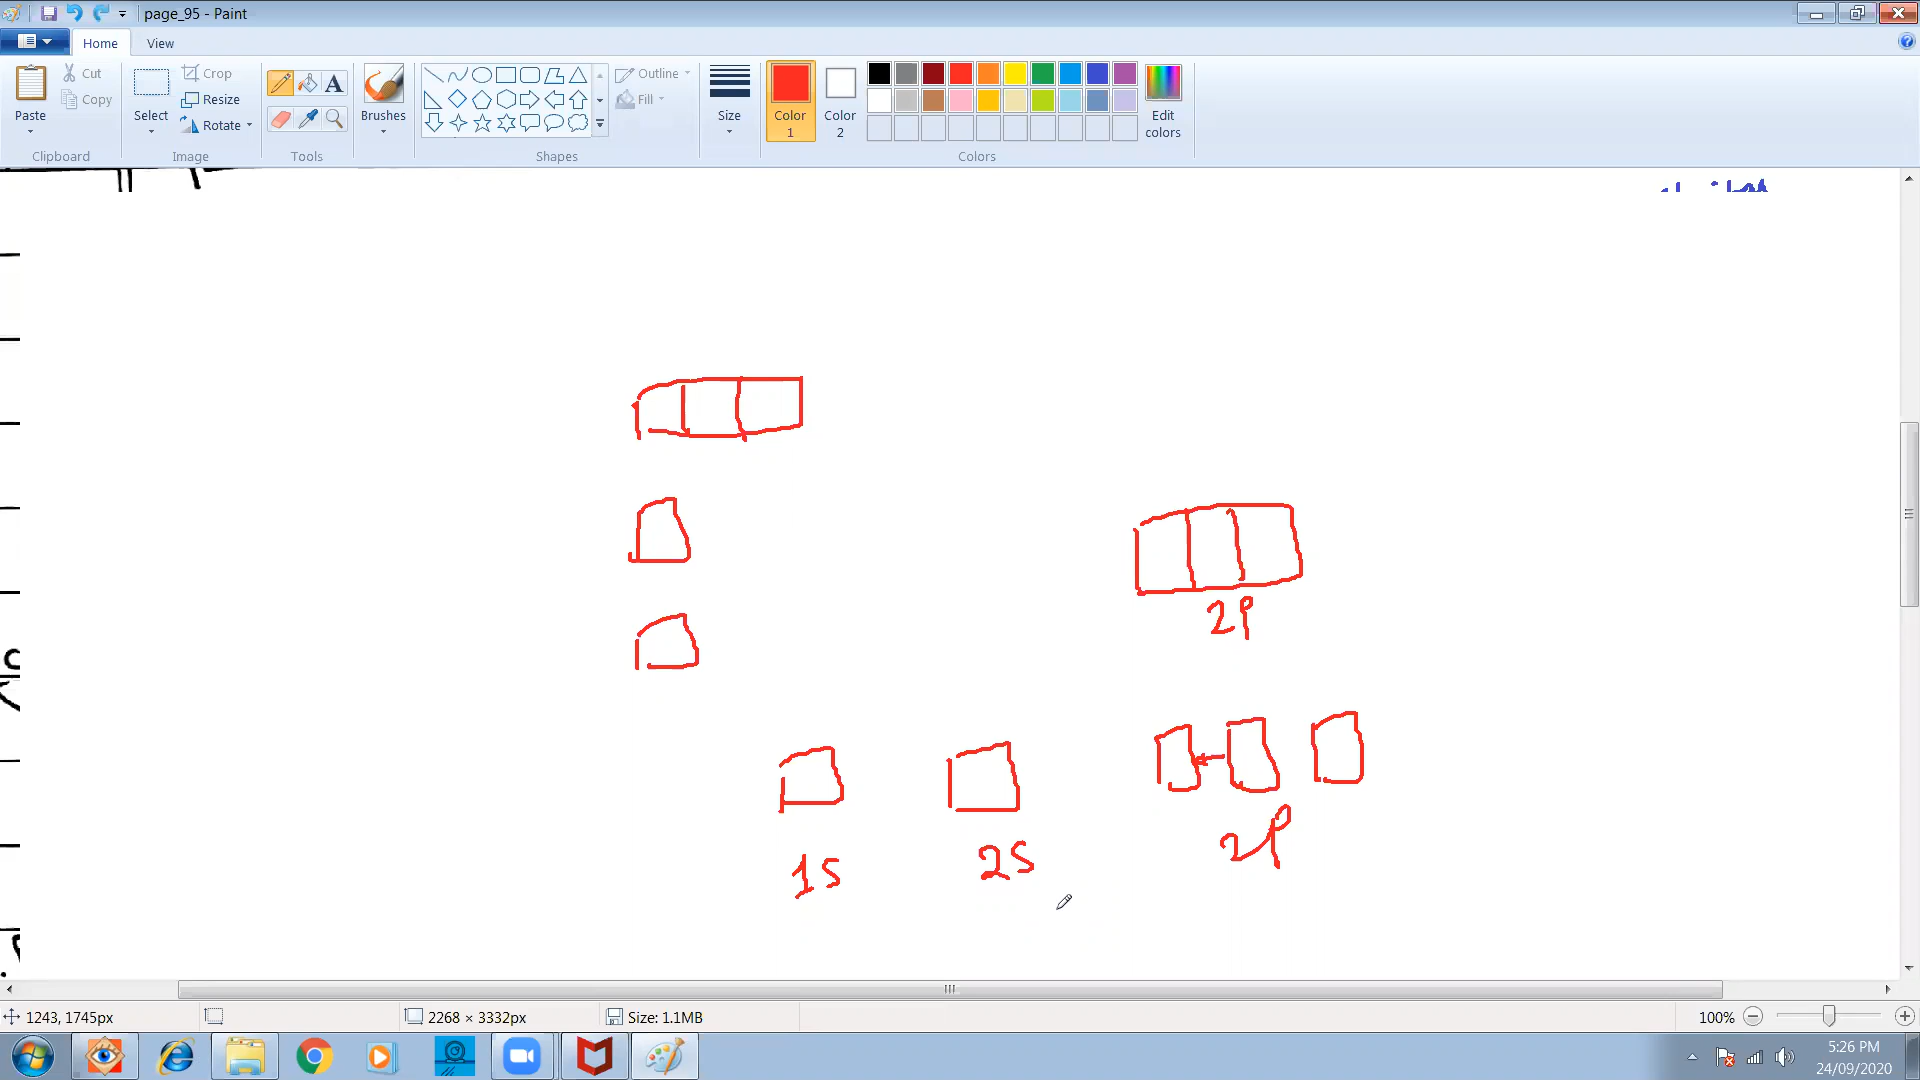 page_95 - Paint
Home View
Cut
Copy
Paste
Clipboard
Crop
Resize
Rotate
Select
Image
Tools
Brushes
Outline
Fill
Shapes
Size
Color 1
Color 2
Edit colors
Colors
2P
1S
2S
2P
1243, 1745px
2268 × 3332px
Size: 1.1MB
100%
5:26 PM
24/09/2020